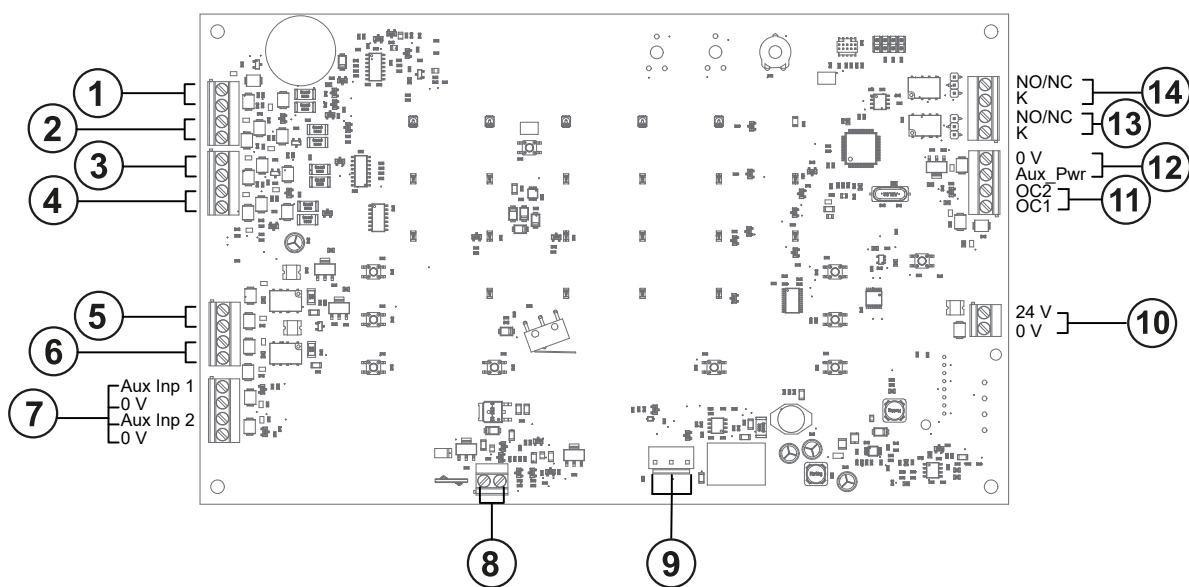 1
2
3
4
5
6
Aux Inp 1
0 V
Aux Inp 2
0 V
7
8
9
NO/NC
K
14
NO/NC
K
13
0 V
Aux_Pwr
12
OC2
OC1
11
24 V
0 V
10